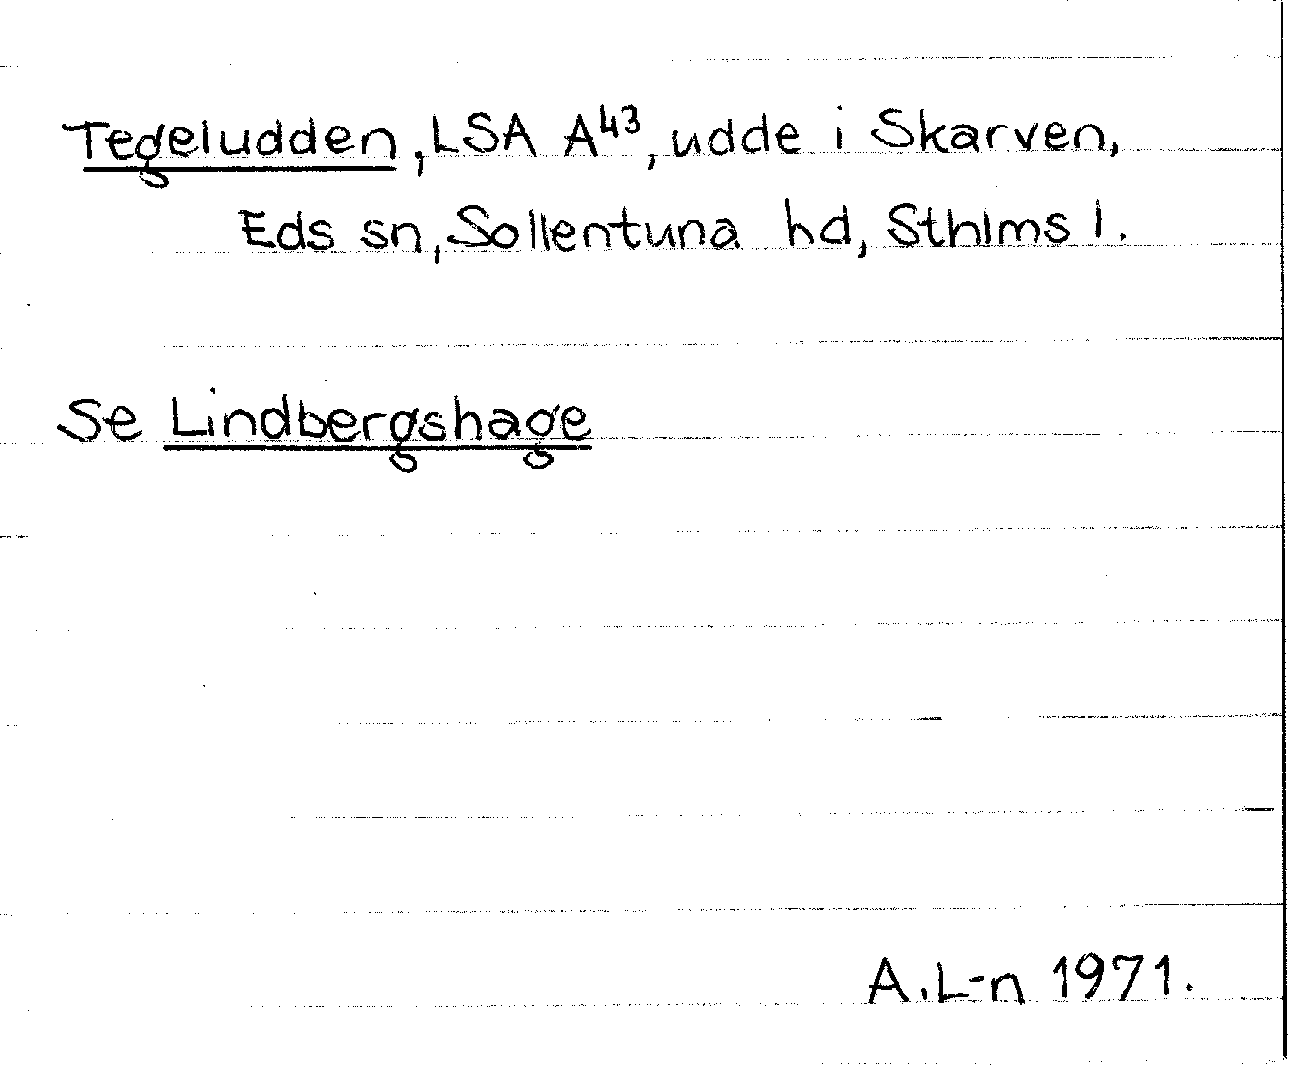 Tegeludden, LSA A⁴³, udde i Skarven,
Eds sn, Sollentuna hd, Sthlms l.
Se Lindbergshage
A.L-n 1971.